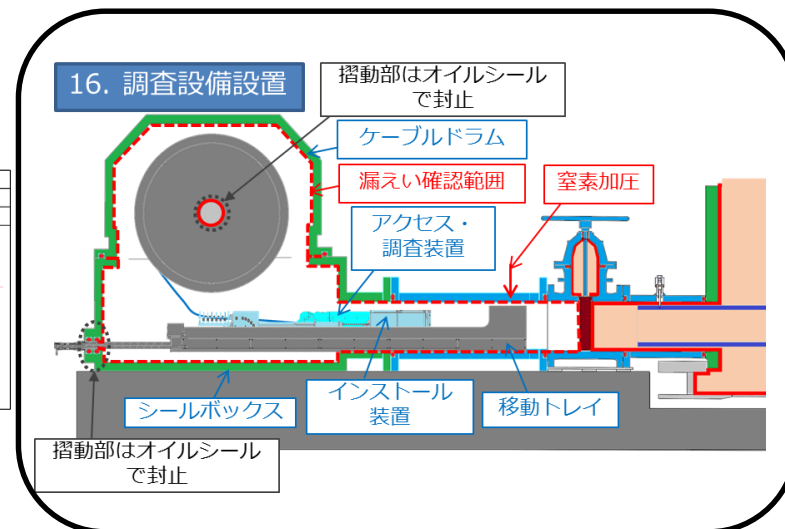 16. 調査設備設置
摺動部はオイルシール
で封止
ケーブルドラム
漏えい確認範囲
窒素加圧
アクセス・
調査装置
シールボックス
インストール
装置
移動トレイ
摺動部はオイルシール
で封止